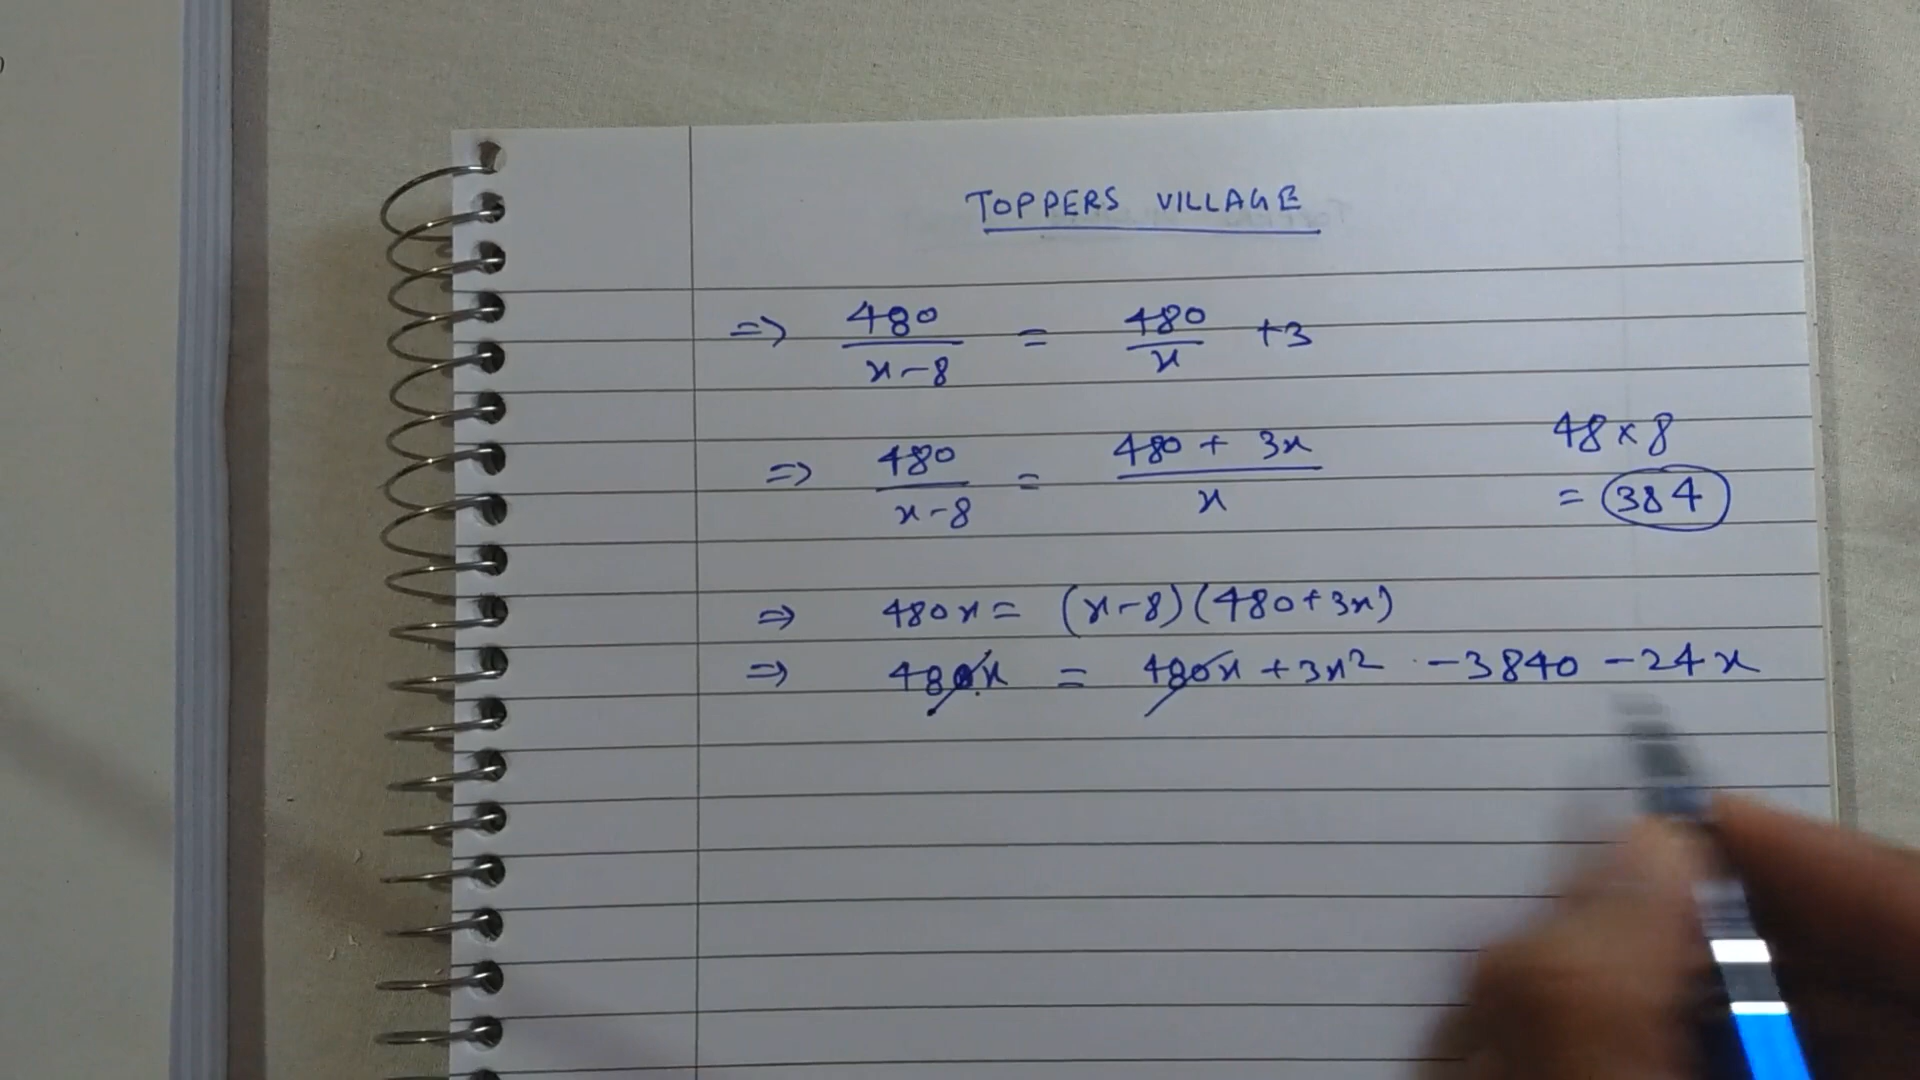 TOPPERS VILLAGE
=> 480/(x-8) = 480/x +3
=> 480/(x-8) = (480 + 3x)/x
48 x 8
= 384
=> 480x = (x-8)(480+3x)
=> 480x = 480x + 3x² - 3840 - 24x